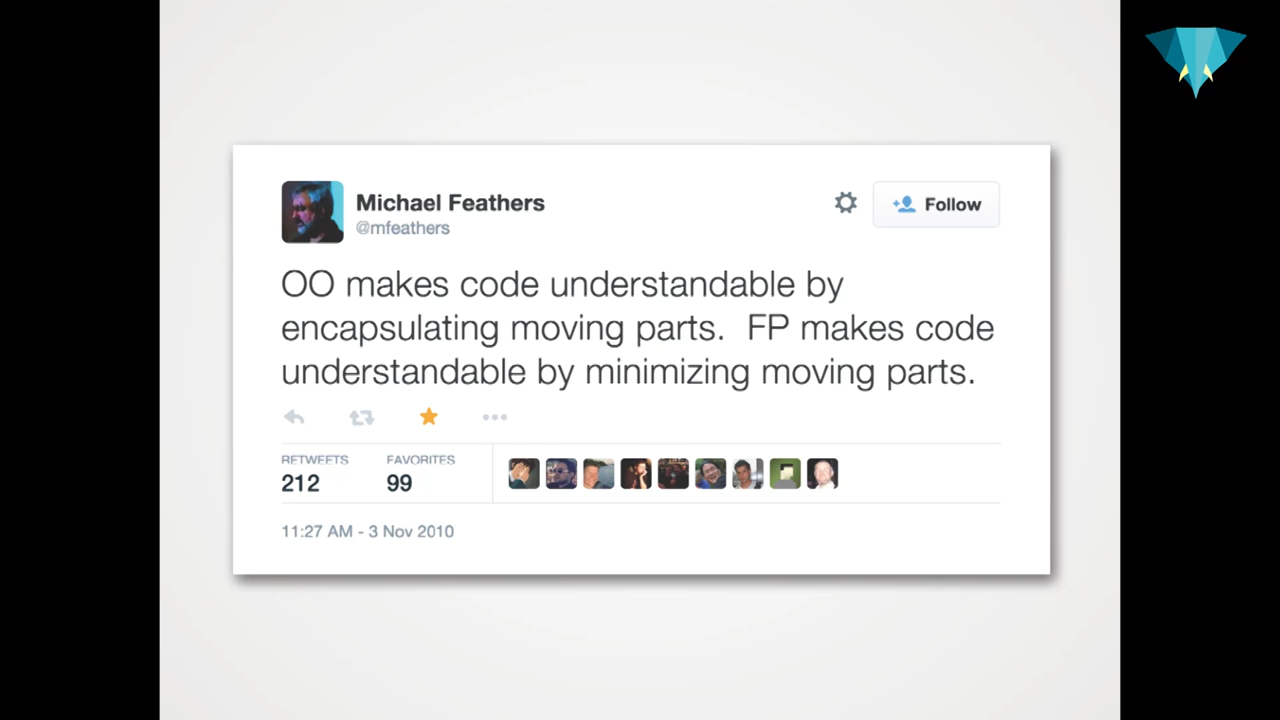 Michael Feathers
@mfeathers
Follow
OO makes code understandable by
encapsulating moving parts.  FP makes code
understandable by minimizing moving parts.
RETWEETS
212
FAVORITES
99
11:27 AM - 3 Nov 2010